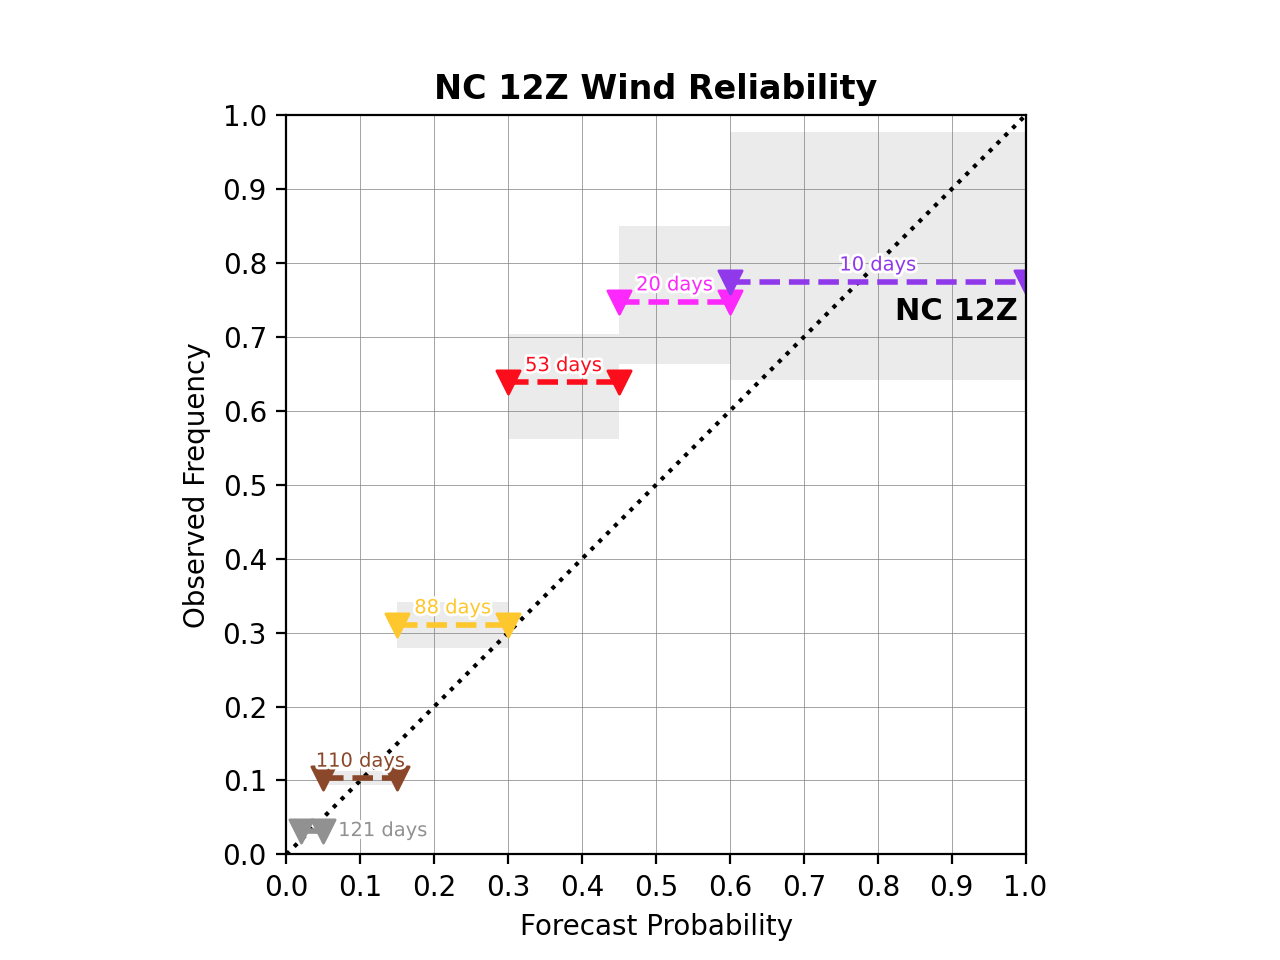 NC 12Z Wind Reliability
1.0
0.9
0.8
0.7
0.6
0.5
0.4
0.3
0.2
0.1
0.0
Observed Frequency
10 days
20 days
NC 12Z
53 days
88 days
110 days
121 days
0.0 0.1 0.2 0.3 0.4 0.5 0.6 0.7 0.8 0.9 1.0
Forecast Probability